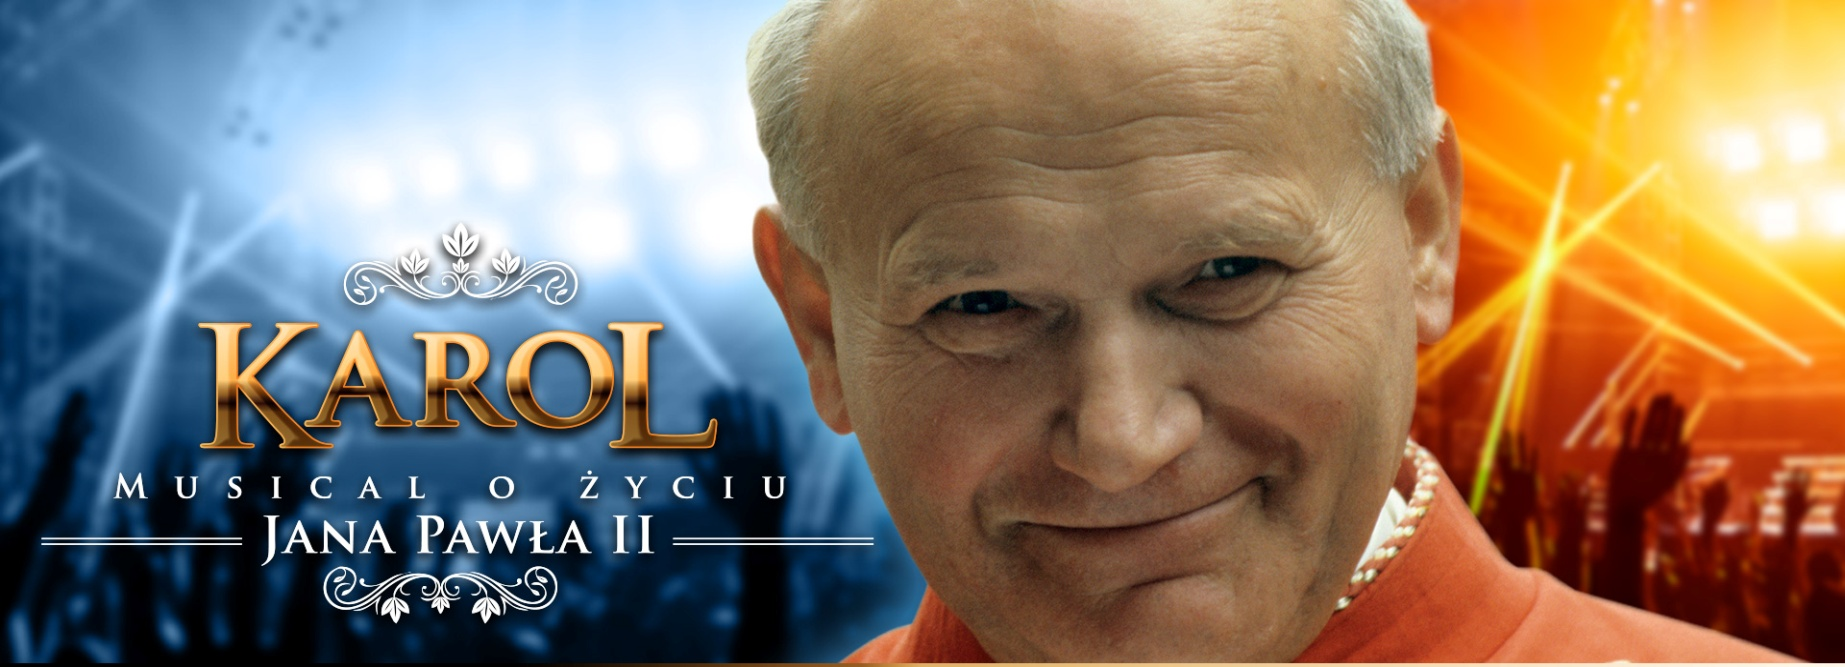 KAROL
MUSICAL O ŻYCIU
JANA PAWŁA II